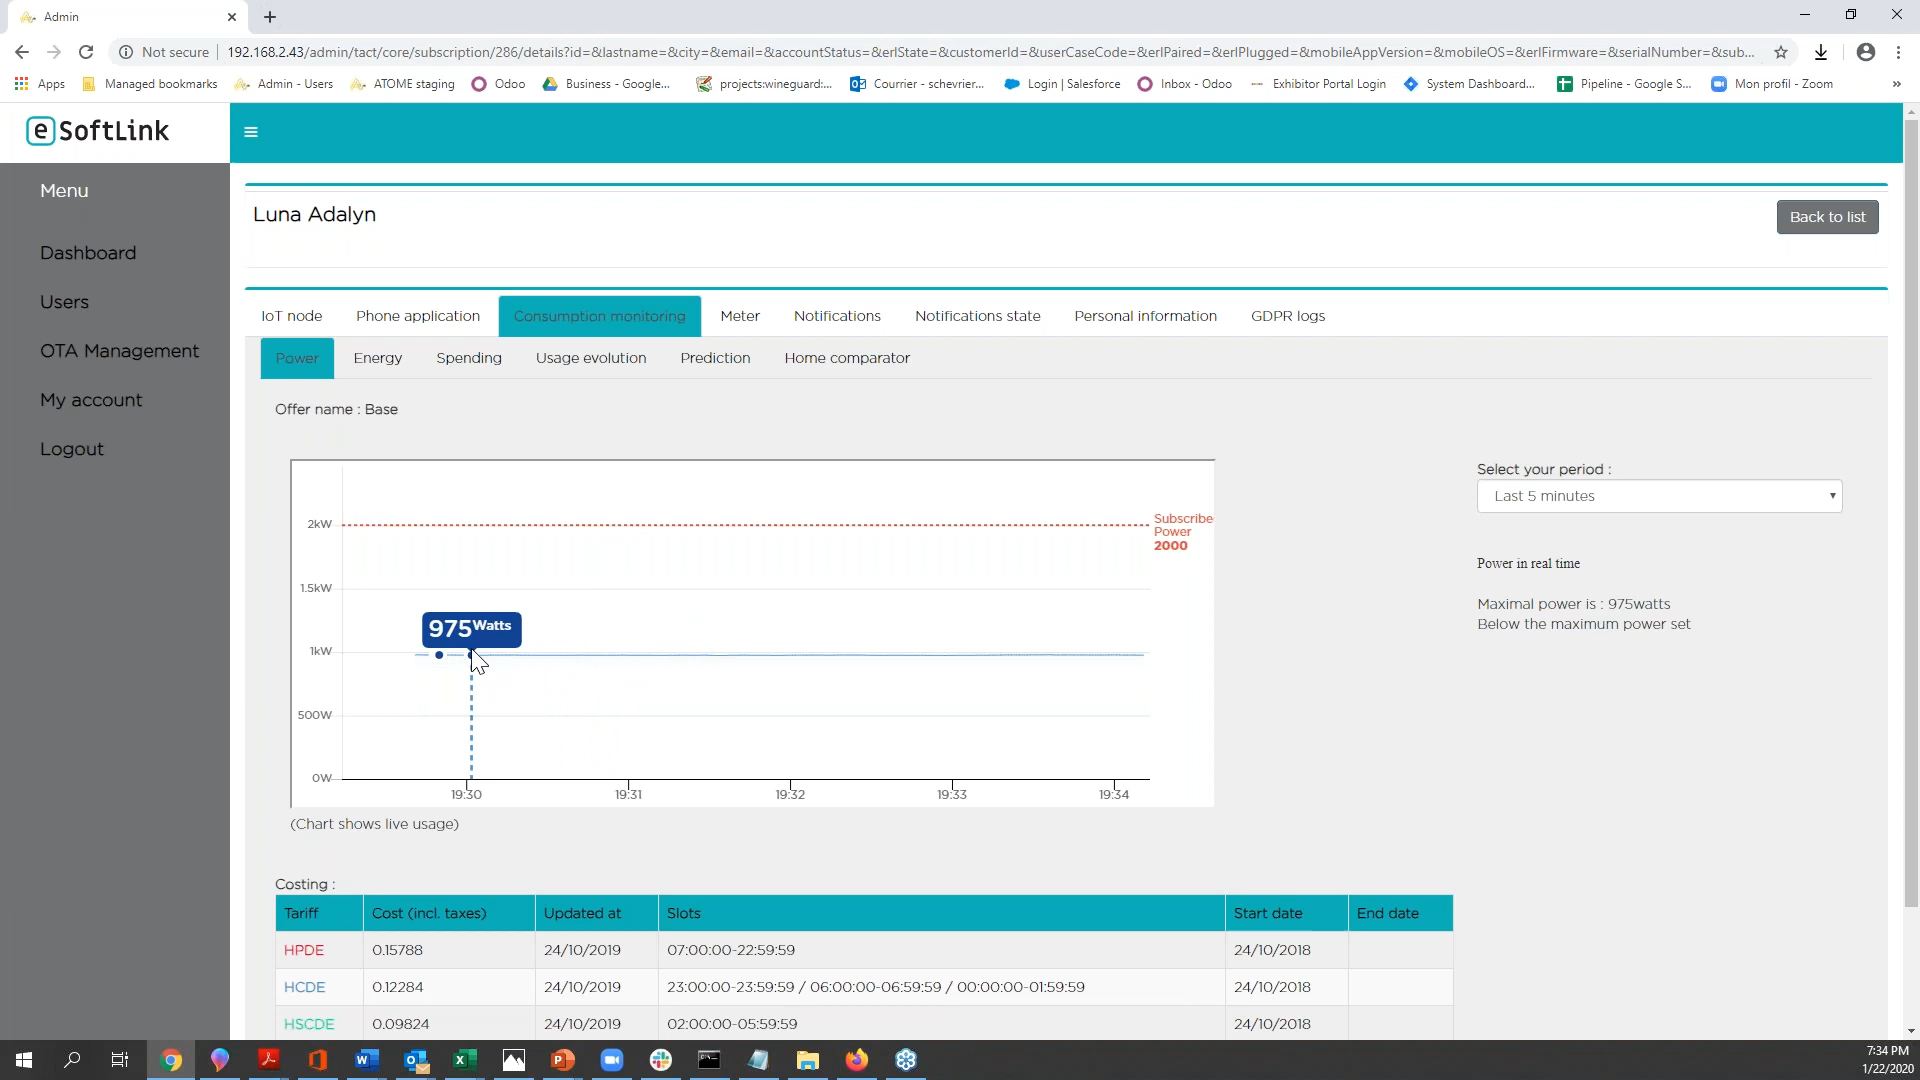 Admin
Not secure 192.168.2.43/admin/tact/core/subscription/286/details?id=&lastname=&city=&email=&accountStatus=&erlState=&customerId=&userCaseCode=&erlPaired=&erlPlugged=&mobileAppVersion=&mobileOS=&erlFirmware=&serialNumber=&sub...
Apps Managed bookmarks Admin - Users ATOME staging Odoo Business - Google... projects:wineguard:... Courrier - schevrier... Login | Salesforce Inbox - Odoo Exhibitor Portal Login System Dashboard... Pipeline - Google S... Mon profil - Zoom »
e SoftLink
Menu
Dashboard
Users
OTA Management
My account
Logout
Luna Adalyn
Back to list
IoT node Phone application Consumption monitoring Meter Notifications Notifications state Personal information GDPR logs
Power Energy Spending Usage evolution Prediction Home comparator
Offer name : Base
2kW
1.5kW
1kW
500W
0W
Subscribe
Power
2000
975 Watts
19:30 19:31 19:32 19:33 19:34
(Chart shows live usage)
Select your period :
Last 5 minutes
Power in real time
Maximal power is : 975watts
Below the maximum power set
Costing :
Tariff Cost (incl. taxes) Updated at Slots Start date End date
HPDE 0.15788 24/10/2019 07:00:00-22:59:59 24/10/2018
HCDE 0.12284 24/10/2019 23:00:00-23:59:59 / 06:00:00-06:59:59 / 00:00:00-01:59:59 24/10/2018
HSCDE 0.09824 24/10/2019 02:00:00-05:59:59 24/10/2018
7:34 PM
1/22/2020